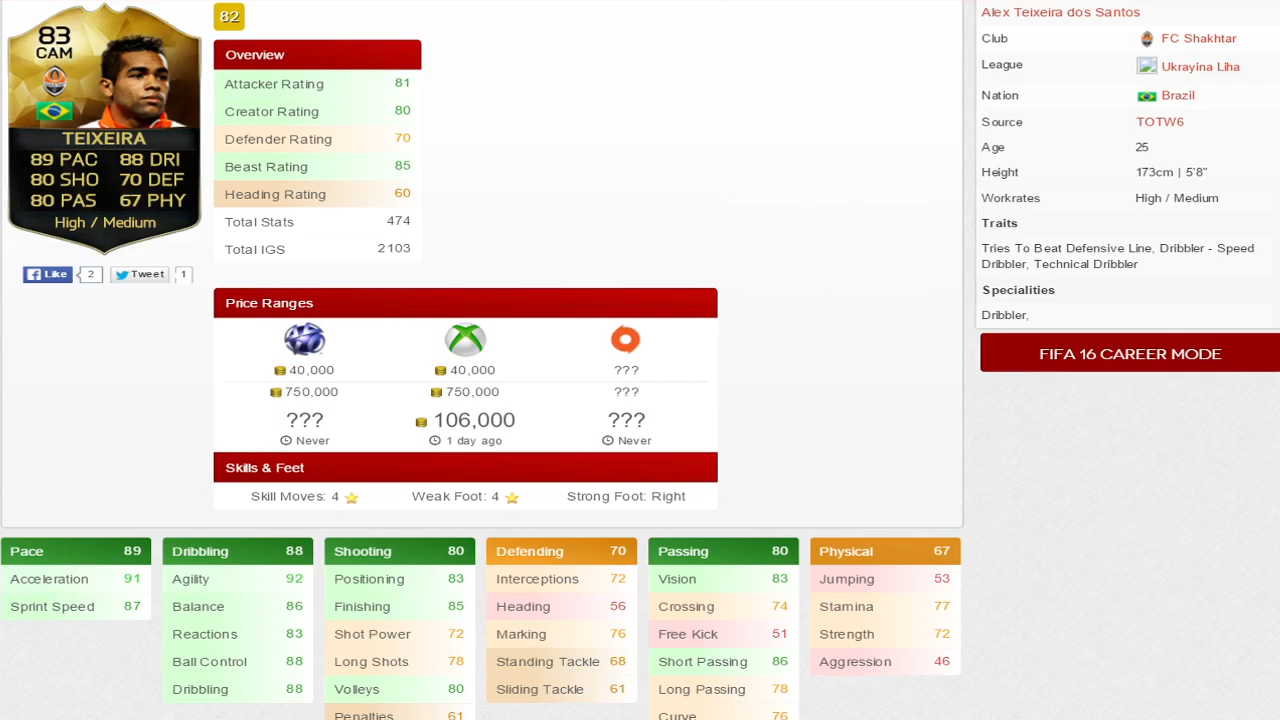 83
CAM
TEIXEIRA
89 PAC 88 DRI
80 SHO 70 DEF
80 PAS 67 PHY
High / Medium
Like 2 Tweet 1
82
Overview
Attacker Rating 81
Creator Rating 80
Defender Rating 70
Beast Rating 85
Heading Rating 60
Total Stats 474
Total IGS 2103
Price Ranges
40,000 40,000 ???
750,000 750,000 ???
??? 106,000 ???
Never 1 day ago Never
Skills & Feet
Skill Moves: 4 Weak Foot: 4 Strong Foot: Right
Alex Teixeira dos Santos
Club FC Shakhtar
League Ukrayina Liha
Nation Brazil
Source TOTW6
Age 25
Height 173cm | 5'8"
Workrates High / Medium
Traits
Tries To Beat Defensive Line, Dribbler - Speed
Dribbler, Technical Dribbler
Specialities
Dribbler,
FIFA 16 CAREER MODE
Pace 89
Acceleration 91
Sprint Speed 87
Dribbling 88
Agility 92
Balance 86
Reactions 83
Ball Control 88
Dribbling 88
Shooting 80
Positioning 83
Finishing 85
Shot Power 72
Long Shots 78
Volleys 80
Penalties 61
Defending 70
Interceptions 72
Heading 56
Marking 76
Standing Tackle 68
Sliding Tackle 61
Passing 80
Vision 83
Crossing 74
Free Kick 51
Short Passing 86
Long Passing 78
Curve 76
Physical 67
Jumping 53
Stamina 77
Strength 72
Aggression 46